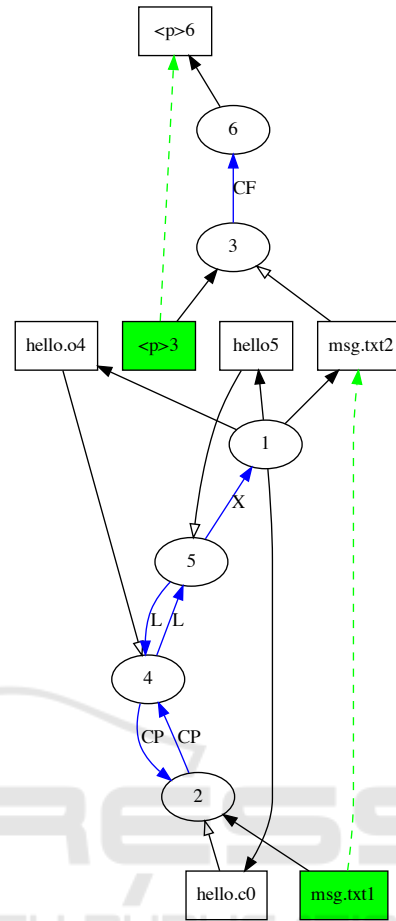 <p>6
6
CF
3
hello.o4
<p>3
hello5
msg.txt2
1
X
5
L
L
4
CP
CP
2
hello.c0
msg.txt1